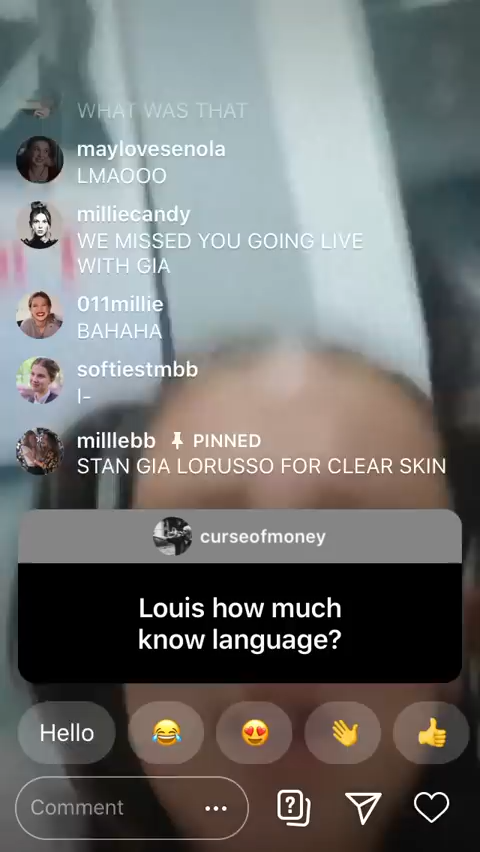 WHAT WAS THAT
maylovesenola
LMAOOO
milliecandy
WE MISSED YOU GOING LIVE
WITH GIA
011millie
BAHAHA
softiestmbb
I-
milllebb PINNED
STAN GIA LORUSSO FOR CLEAR SKIN
curseofmoney
Louis how much
know language?
Hello
Comment